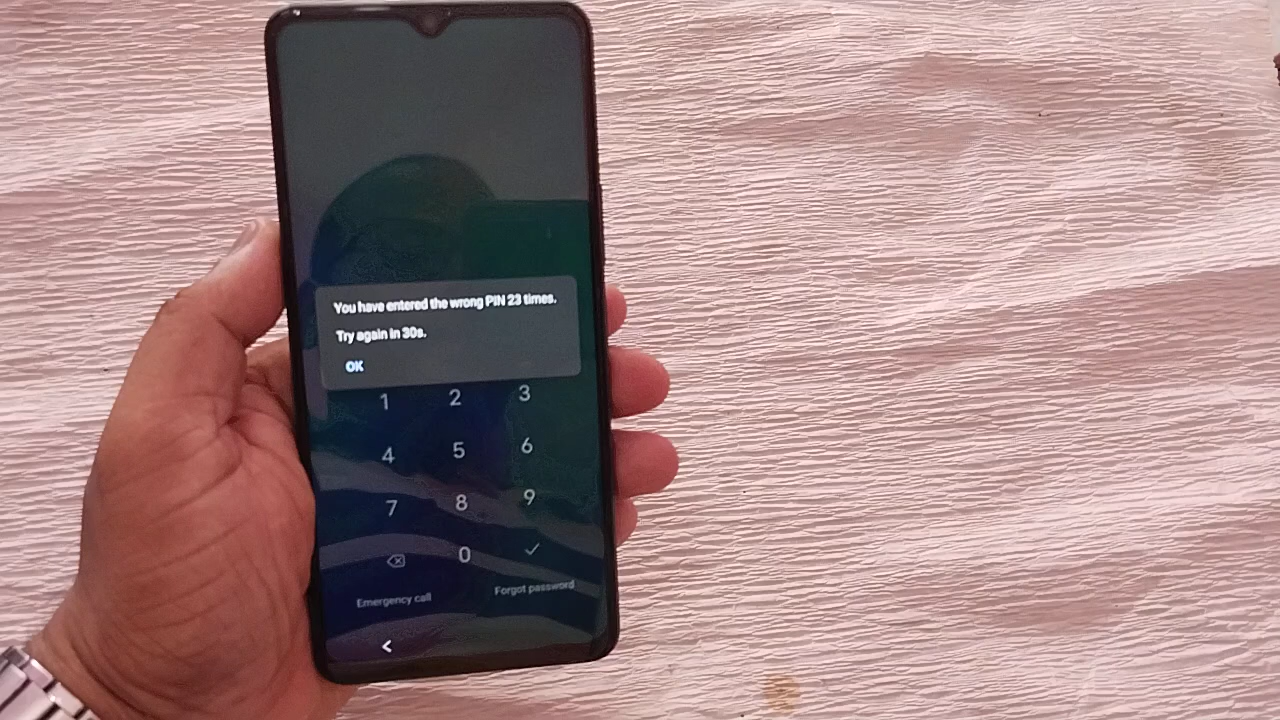 You have entered the wrong PIN 23 times.
Try again in 30s.
OK
1 2 3
4 5 6
7 8 9
0
Emergency call Forgot password